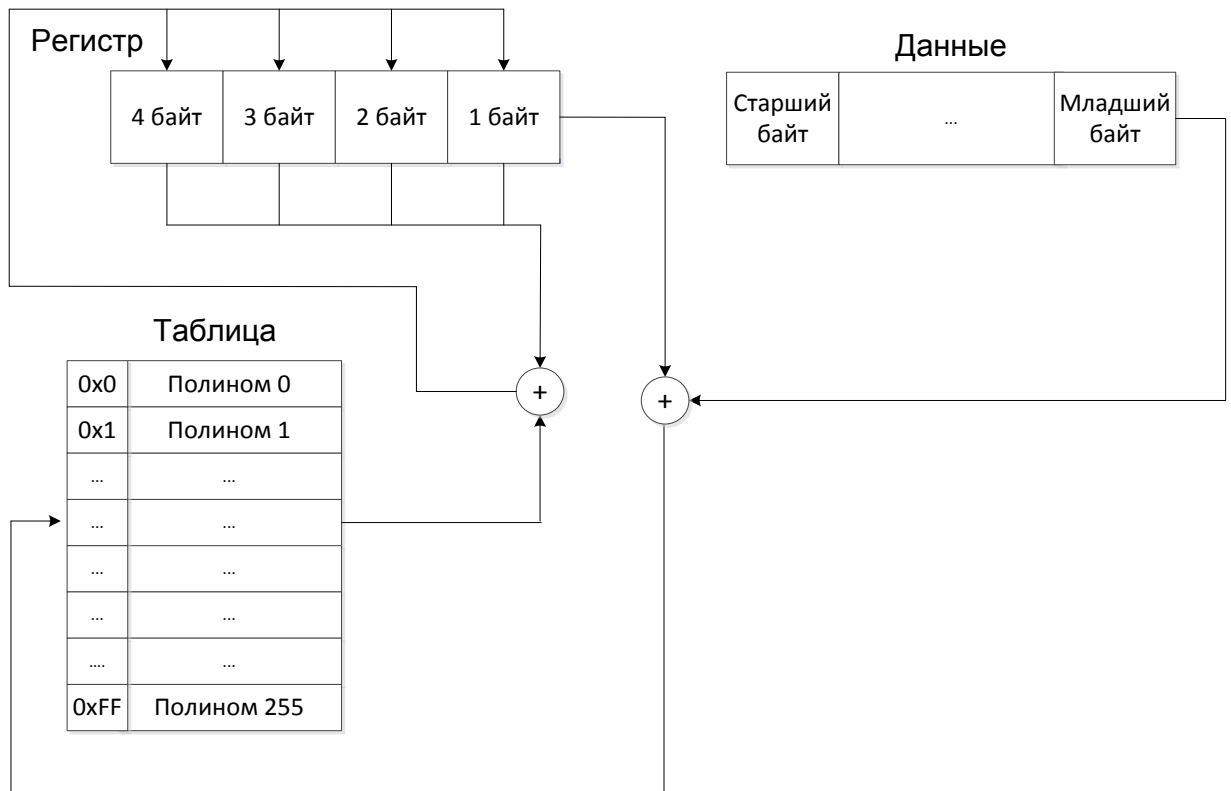 Регистр
Данные
4 байт
3 байт
2 байт
1 байт
Старший
байт
...
Младший
байт
Таблица
0x0 Полином 0
0x1 Полином 1
... ...
... ...
... ...
... ...
.... ...
0xFF Полином 255
+
+